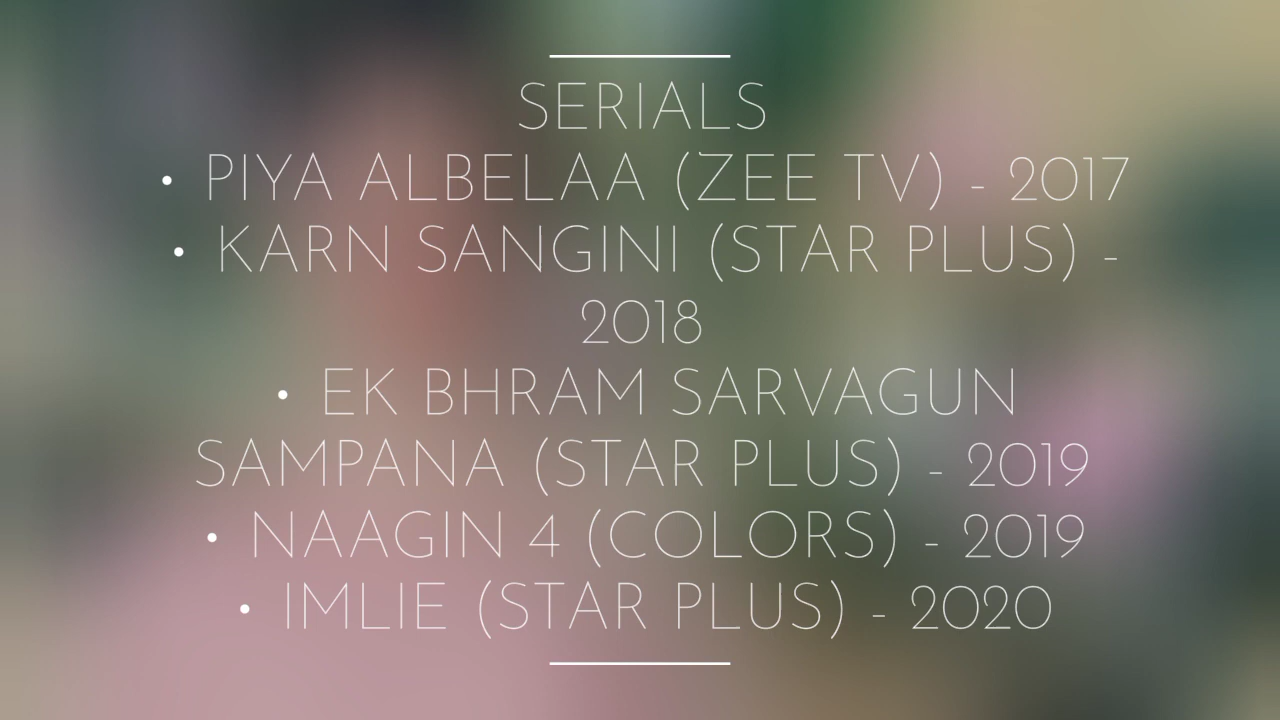 SERIALS
• PIYA ALBELAA (ZEE TV) - 2017
• KARN SANGINI (STAR PLUS) -
2018
• EK BHRAM SARVAGUN
SAMPANA (STAR PLUS) - 2019
• NAAGIN 4 (COLORS) - 2019
• IMLIE (STAR PLUS) - 2020